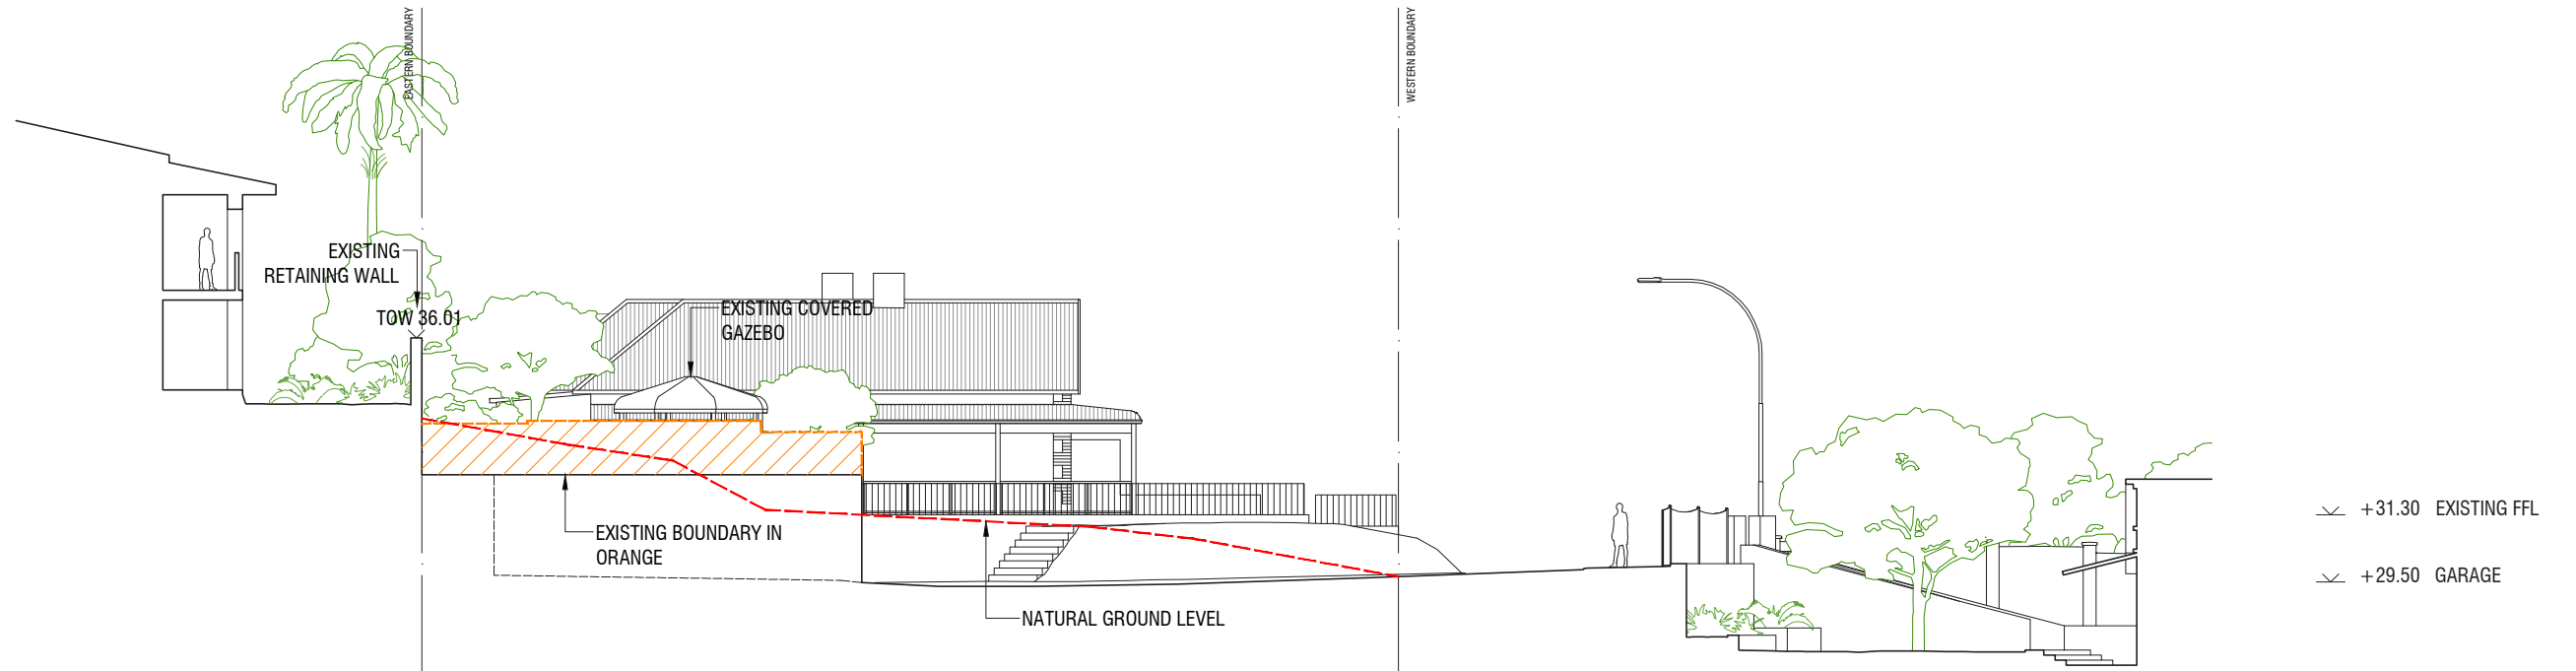 EASTERN BOUNDARY
WESTERN BOUNDARY
EXISTING
RETAINING WALL
TOW 36.01
EXISTING COVERED
GAZEBO
EXISTING BOUNDARY IN
ORANGE
NATURAL GROUND LEVEL
+31.30 EXISTING FFL
+29.50 GARAGE